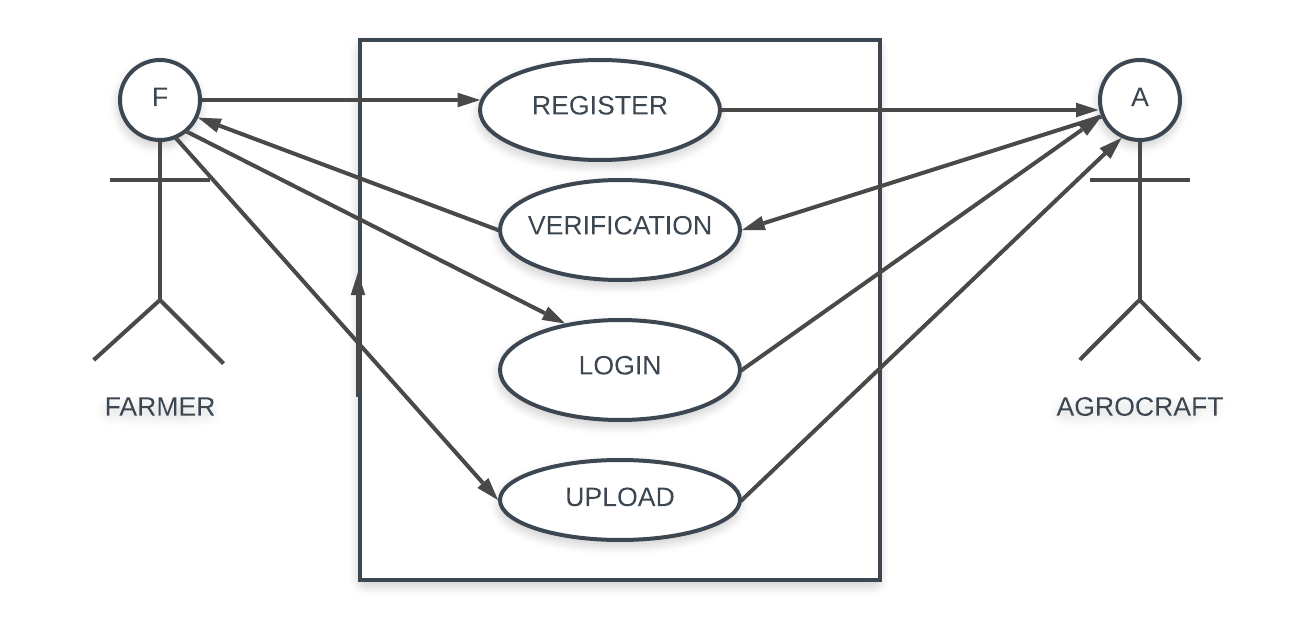 F
A
REGISTER
VERIFICATION
LOGIN
UPLOAD
FARMER
AGROCRAFT